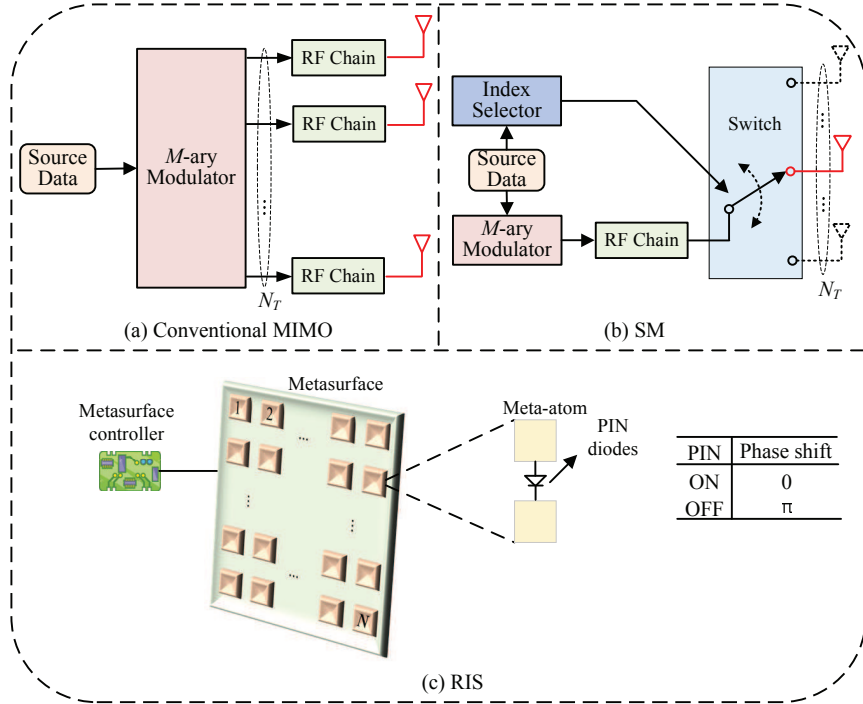 RF Chain
RF Chain
M-ary
Modulator
Source
Data
⋮
RF Chain
N_T
(a) Conventional MIMO
Index
Selector
Switch
⋮
Source
Data
M-ary
Modulator
RF Chain
⋮
N_T
(b) SM
Metasurface
Metasurface
controller
1 2 ...
⋮
⋮
...
N
Meta-atom
PIN
diodes
PIN Phase shift
ON 0
OFF π
(c) RIS